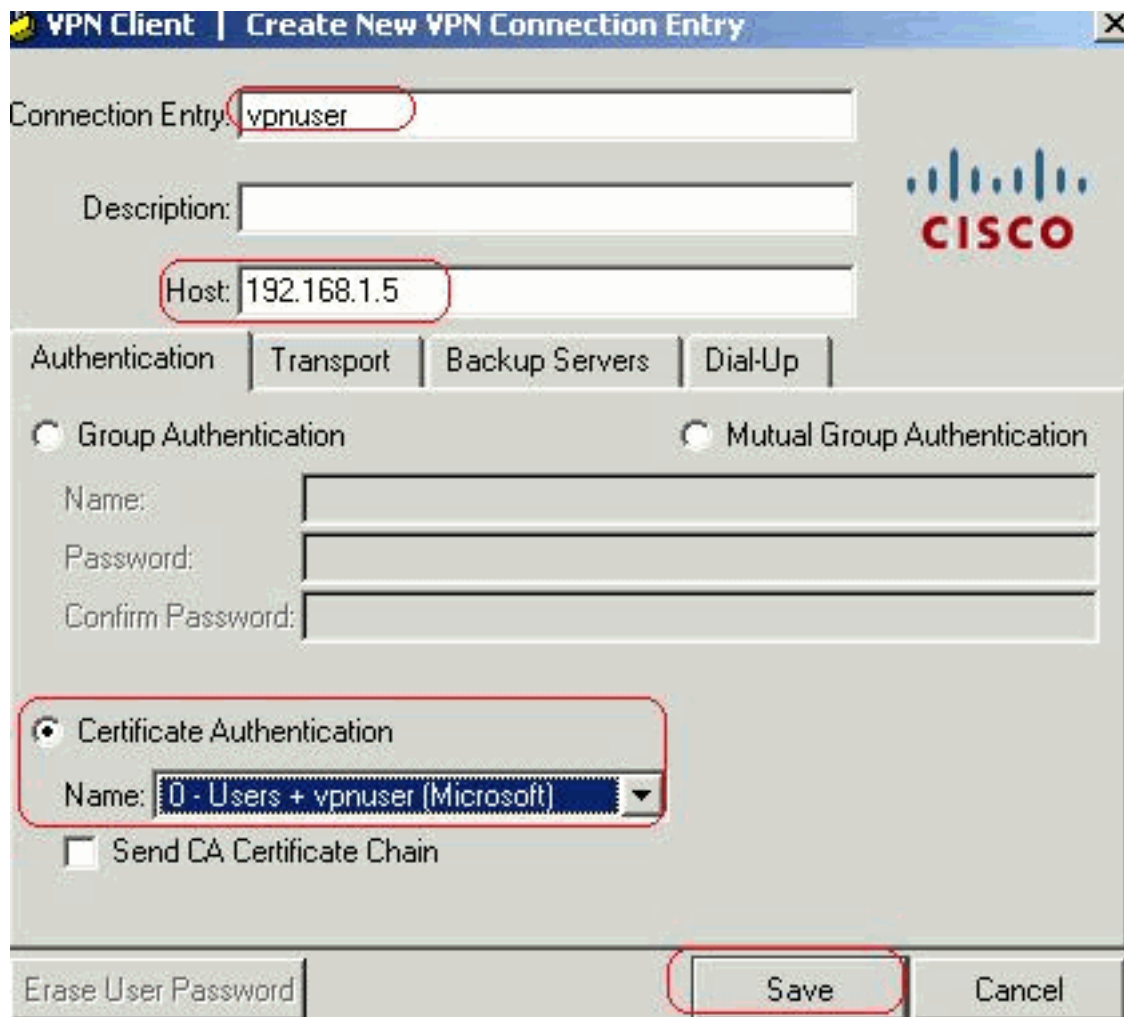 VPN Client | Create New VPN Connection Entry
Connection Entry: vpnuser
Description:
CISCO
Host: 192.168.1.5
Authentication Transport Backup Servers Dial-Up
Group Authentication Mutual Group Authentication
Name:
Password:
Confirm Password:
Certificate Authentication
Name: 0 - Users + vpnuser (Microsoft)
Send CA Certificate Chain
Erase User Password Save Cancel